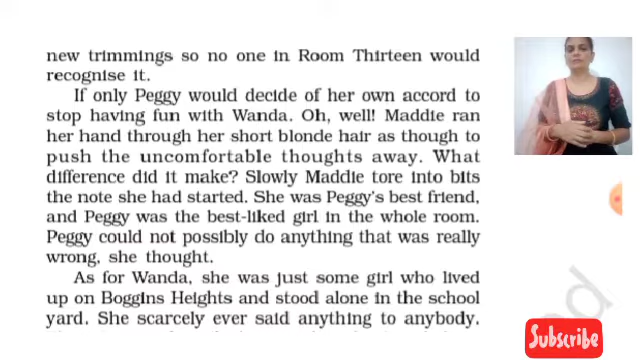 new trimmings so no one in Room Thirteen would
recognise it.
If only Peggy would decide of her own accord to
stop having fun with Wanda. Oh, well! Maddie ran
her hand through her short blonde hair as though to
push the uncomfortable thoughts away. What
difference did it make? Slowly Maddie tore into bits
the note she had started. She was Peggy's best friend,
and Peggy was the best-liked girl in the whole room.
Peggy could not possibly do anything that was really
wrong, she thought.
As for Wanda, she was just some girl who lived
up on Boggins Heights and stood alone in the school
yard. She scarcely ever said anything to anybody.
Subscribe